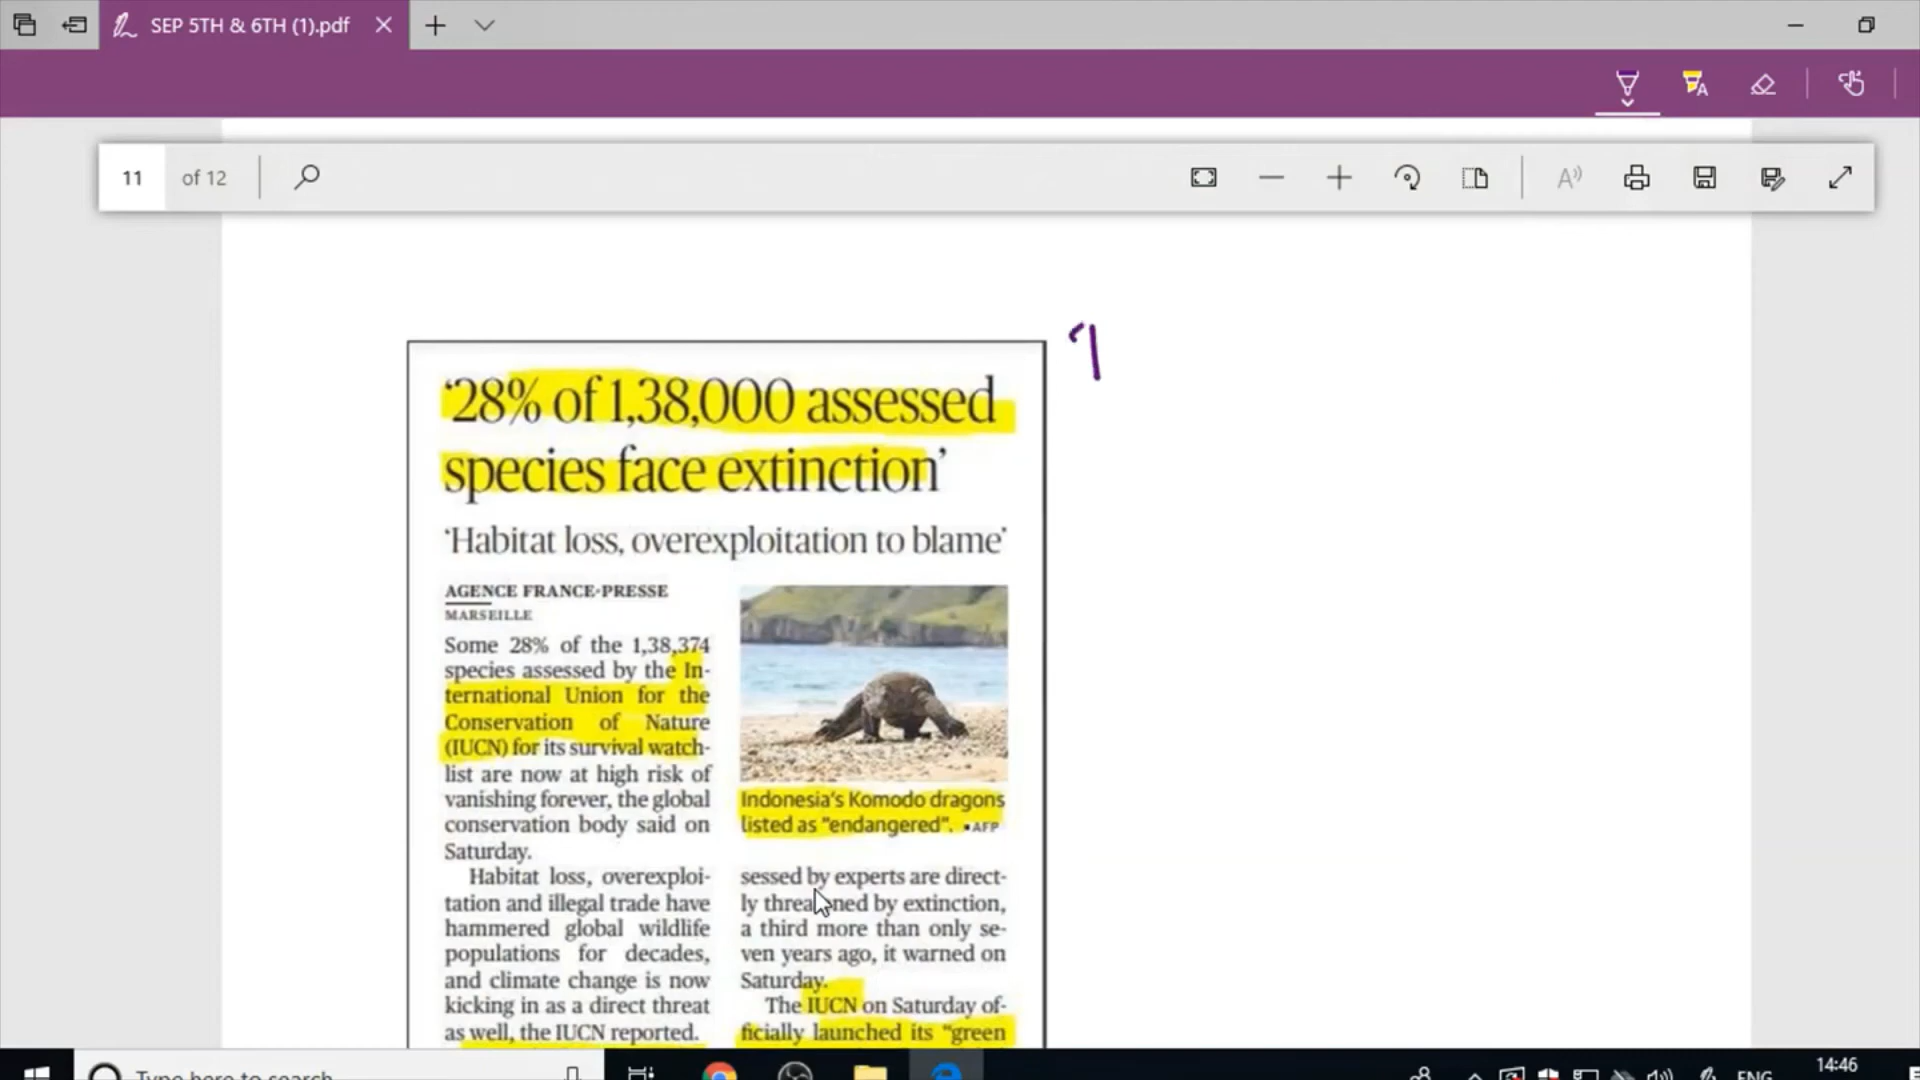 SEP 5TH & 6TH (1).pdf
11 of 12
‘28% of 1,38,000 assessed
species face extinction’
‘Habitat loss, overexploitation to blame’
AGENCE FRANCE-PRESSE
MARSEILLE
Some 28% of the 1,38,374
species assessed by the In-
ternational Union for the
Conservation of Nature
(IUCN) for its survival watch-
list are now at high risk of
vanishing forever, the global
conservation body said on
Saturday.
Habitat loss, overexploi-
tation and illegal trade have
hammered global wildlife
populations for decades,
and climate change is now
kicking in as a direct threat
as well, the IUCN reported.
Indonesia's Komodo dragons
listed as "endangered". •AFP
sessed by experts are direct-
ly threatened by extinction,
a third more than only se-
ven years ago, it warned on
Saturday.
The IUCN on Saturday of-
ficially launched its “green
Type here to search
ENG
14:46